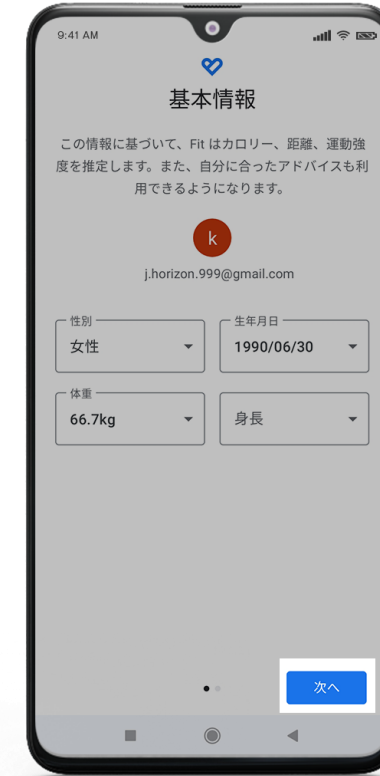 9:41 AM
基本情報
この情報に基づいて、Fit はカロリー、距離、運動強
度を推定します。また、自分に合ったアドバイスも利
用できるようになります。
k
j.horizon.999@gmail.com
性別
女性
生年月日
1990/06/30
体重
66.7kg
身長
次へ